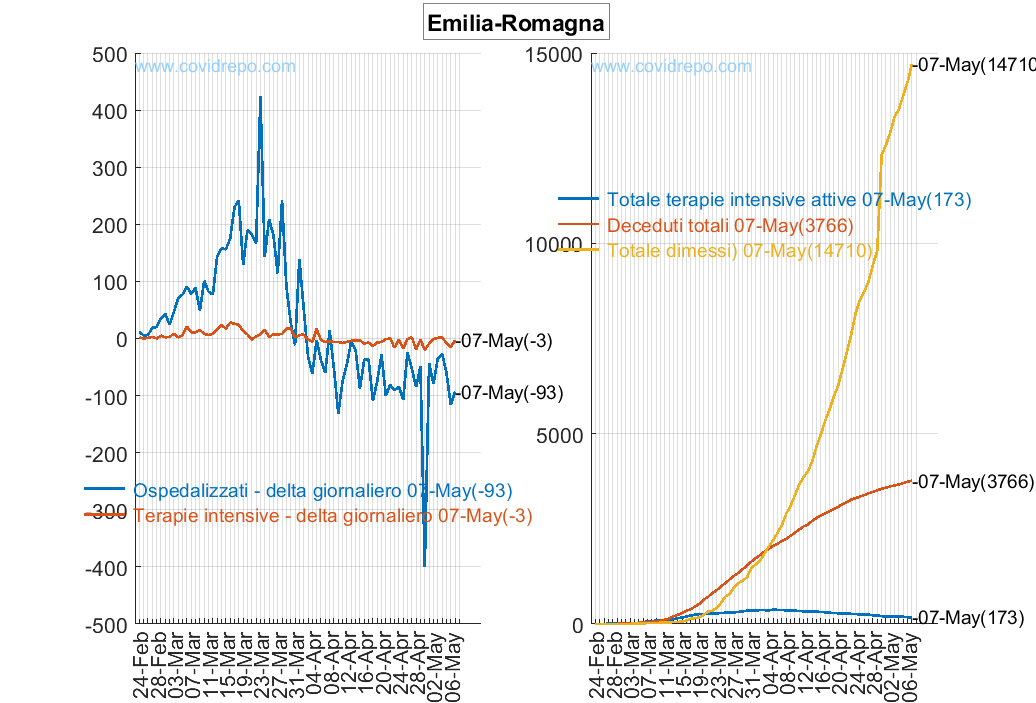 Emilia-Romagna
www.covidrepo.com
500
400
300
200
100
0
-100
-200
-300
-400
-500
-07-May(-3)
-07-May(-93)
Ospedalizzati - delta giornaliero 07-May(-93)
Terapie intensive - delta giornaliero 07-May(-3)
24-Feb
28-Feb
03-Mar
07-Mar
11-Mar
15-Mar
19-Mar
23-Mar
27-Mar
31-Mar
04-Apr
08-Apr
12-Apr
16-Apr
20-Apr
24-Apr
28-Apr
02-May
06-May
www.covidrepo.com
15000
10000
5000
0
-07-May(14710
Totale terapie intensive attive 07-May(173)
Deceduti totali 07-May(3766)
Totale dimessi) 07-May(14710)
-07-May(3766)
-07-May(173)
24-Feb
28-Feb
03-Mar
07-Mar
11-Mar
15-Mar
19-Mar
23-Mar
27-Mar
31-Mar
04-Apr
08-Apr
12-Apr
16-Apr
20-Apr
24-Apr
28-Apr
02-May
06-May